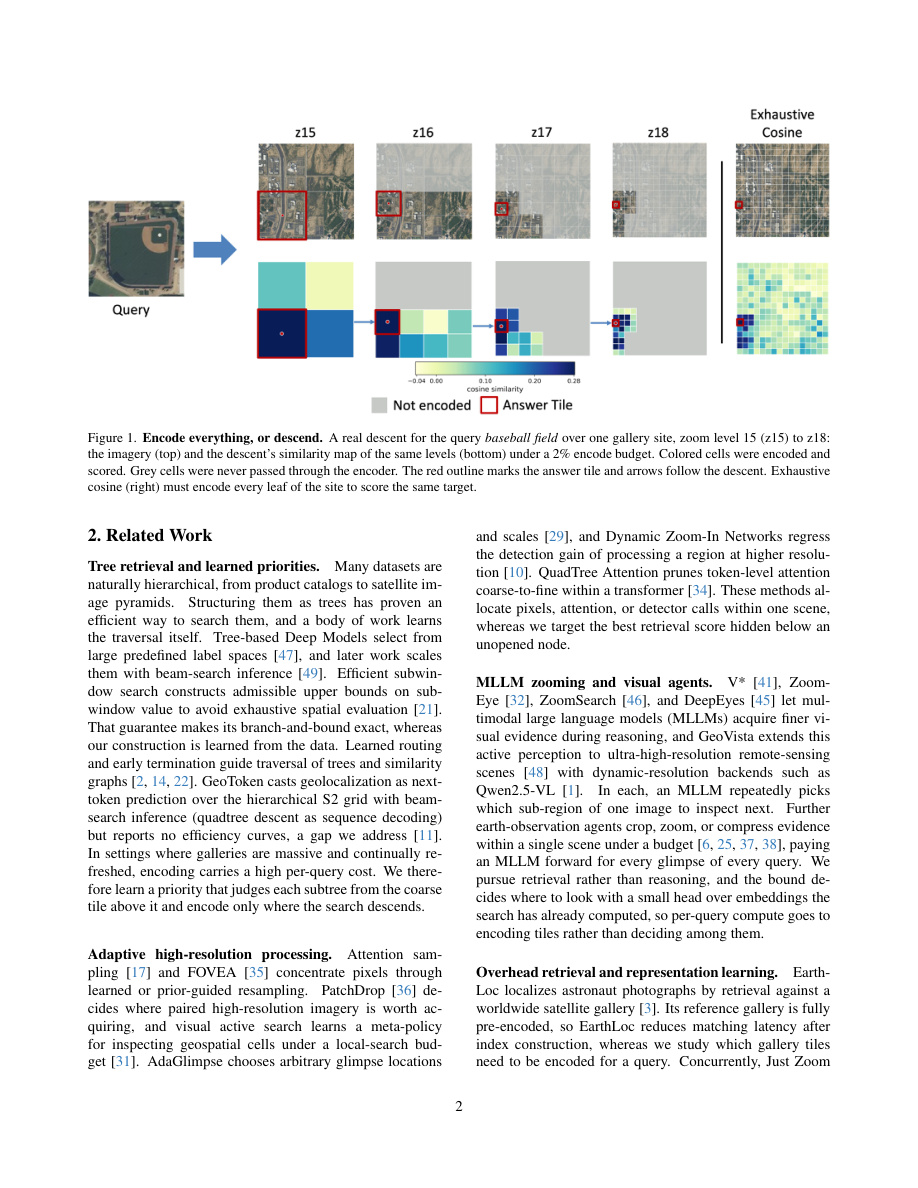 z15
z16
z17
z18
Exhaustive
Cosine
Query
−0.04 0.00 0.10 0.20 0.28
cosine similarity
Not encoded
Answer Tile
Figure 1. Encode everything, or descend. A real descent for the query baseball field over one gallery site, zoom level 15 (z15) to z18:
the imagery (top) and the descent's similarity map of the same levels (bottom) under a 2% encode budget. Colored cells were encoded and
scored. Grey cells were never passed through the encoder. The red outline marks the answer tile and arrows follow the descent. Exhaustive
cosine (right) must encode every leaf of the site to score the same target.
2. Related Work
Tree retrieval and learned priorities. Many datasets are
naturally hierarchical, from product catalogs to satellite im-
age pyramids. Structuring them as trees has proven an
efficient way to search them, and a body of work learns
the traversal itself. Tree-based Deep Models select from
large predefined label spaces [47], and later work scales
them with beam-search inference [49]. Efficient subwin-
dow search constructs admissible upper bounds on sub-
window value to avoid exhaustive spatial evaluation [21].
That guarantee makes its branch-and-bound exact, whereas
our construction is learned from the data. Learned routing
and early termination guide traversal of trees and similarity
graphs [2, 14, 22]. GeoToken casts geolocalization as next-
token prediction over the hierarchical S2 grid with beam-
search inference (quadtree descent as sequence decoding)
but reports no efficiency curves, a gap we address [11].
In settings where galleries are massive and continually re-
freshed, encoding carries a high per-query cost. We there-
fore learn a priority that judges each subtree from the coarse
tile above it and encode only where the search descends.
Adaptive high-resolution processing. Attention sam-
pling [17] and FOVEA [35] concentrate pixels through
learned or prior-guided resampling. PatchDrop [36] de-
cides where paired high-resolution imagery is worth ac-
quiring, and visual active search learns a meta-policy
for inspecting geospatial cells under a local-search bud-
get [31]. AdaGlimpse chooses arbitrary glimpse locations
and scales [29], and Dynamic Zoom-In Networks regress
the detection gain of processing a region at higher resolu-
tion [10]. QuadTree Attention prunes token-level attention
coarse-to-fine within a transformer [34]. These methods al-
locate pixels, attention, or detector calls within one scene,
whereas we target the best retrieval score hidden below an
unopened node.
MLLM zooming and visual agents. V* [41], Zoom-
Eye [32], ZoomSearch [46], and DeepEyes [45] let mul-
timodal large language models (MLLMs) acquire finer vi-
sual evidence during reasoning, and GeoVista extends this
active perception to ultra-high-resolution remote-sensing
scenes [48] with dynamic-resolution backends such as
Qwen2.5-VL [1]. In each, an MLLM repeatedly picks
which sub-region of one image to inspect next. Further
earth-observation agents crop, zoom, or compress evidence
within a single scene under a budget [6, 25, 37, 38], paying
an MLLM forward for every glimpse of every query. We
pursue retrieval rather than reasoning, and the bound de-
cides where to look with a small head over embeddings the
search has already computed, so per-query compute goes to
encoding tiles rather than deciding among them.
Overhead retrieval and representation learning. Earth-
Loc localizes astronaut photographs by retrieval against a
worldwide satellite gallery [3]. Its reference gallery is fully
pre-encoded, so EarthLoc reduces matching latency after
index construction, whereas we study which gallery tiles
need to be encoded for a query. Concurrently, Just Zoom
2